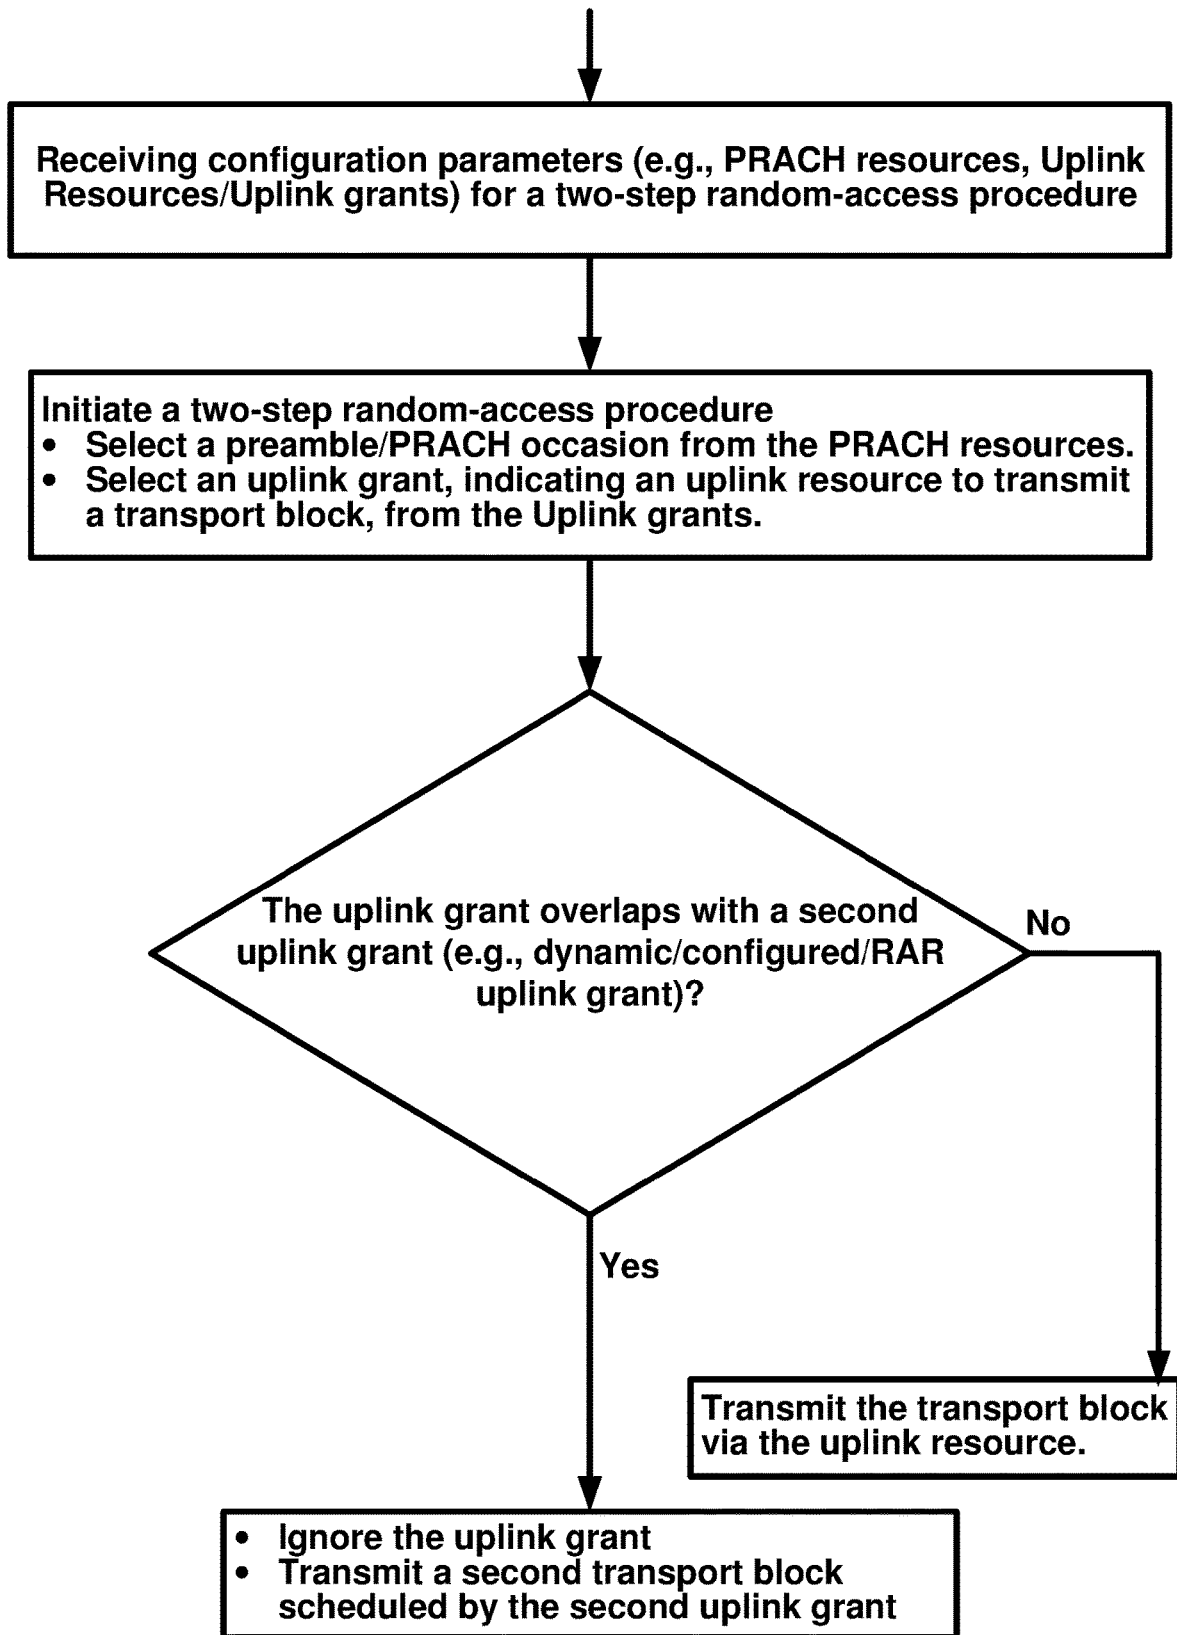 Receiving configuration parameters (e.g., PRACH resources, Uplink
Resources/Uplink grants) for a two-step random-access procedure
Initiate a two-step random-access procedure
• Select a preamble/PRACH occasion from the PRACH resources.
• Select an uplink grant, indicating an uplink resource to transmit
a transport block, from the Uplink grants.
The uplink grant overlaps with a second
uplink grant (e.g., dynamic/configured/RAR
uplink grant)?
No
Yes
Transmit the transport block
via the uplink resource.
• Ignore the uplink grant
• Transmit a second transport block
scheduled by the second uplink grant